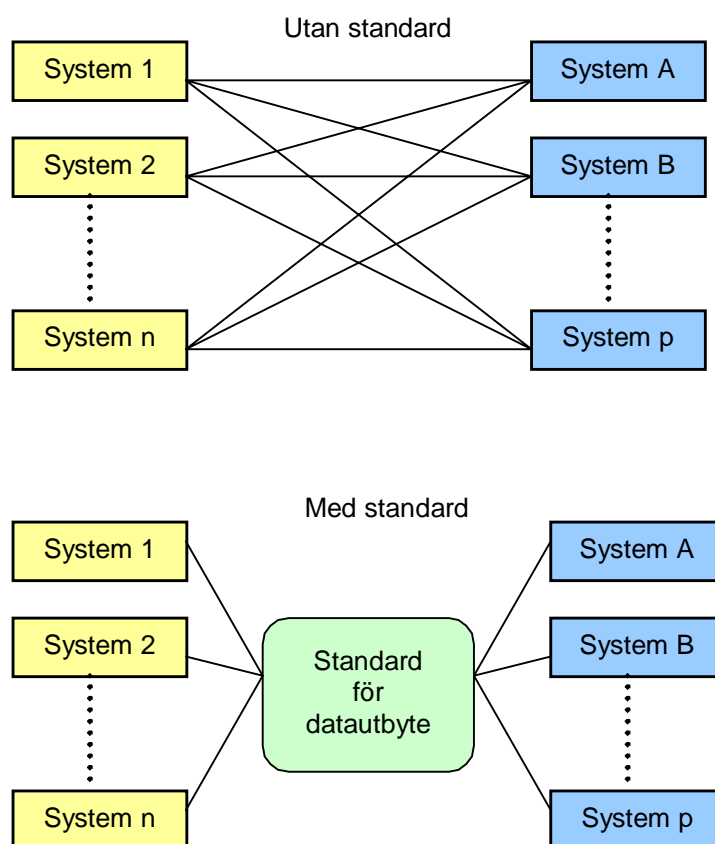 Utan standard
System 1
System A
System 2
System B
System n
System p
Med standard
System 1
System A
System 2
System B
Standard
för
datautbyte
System n
System p